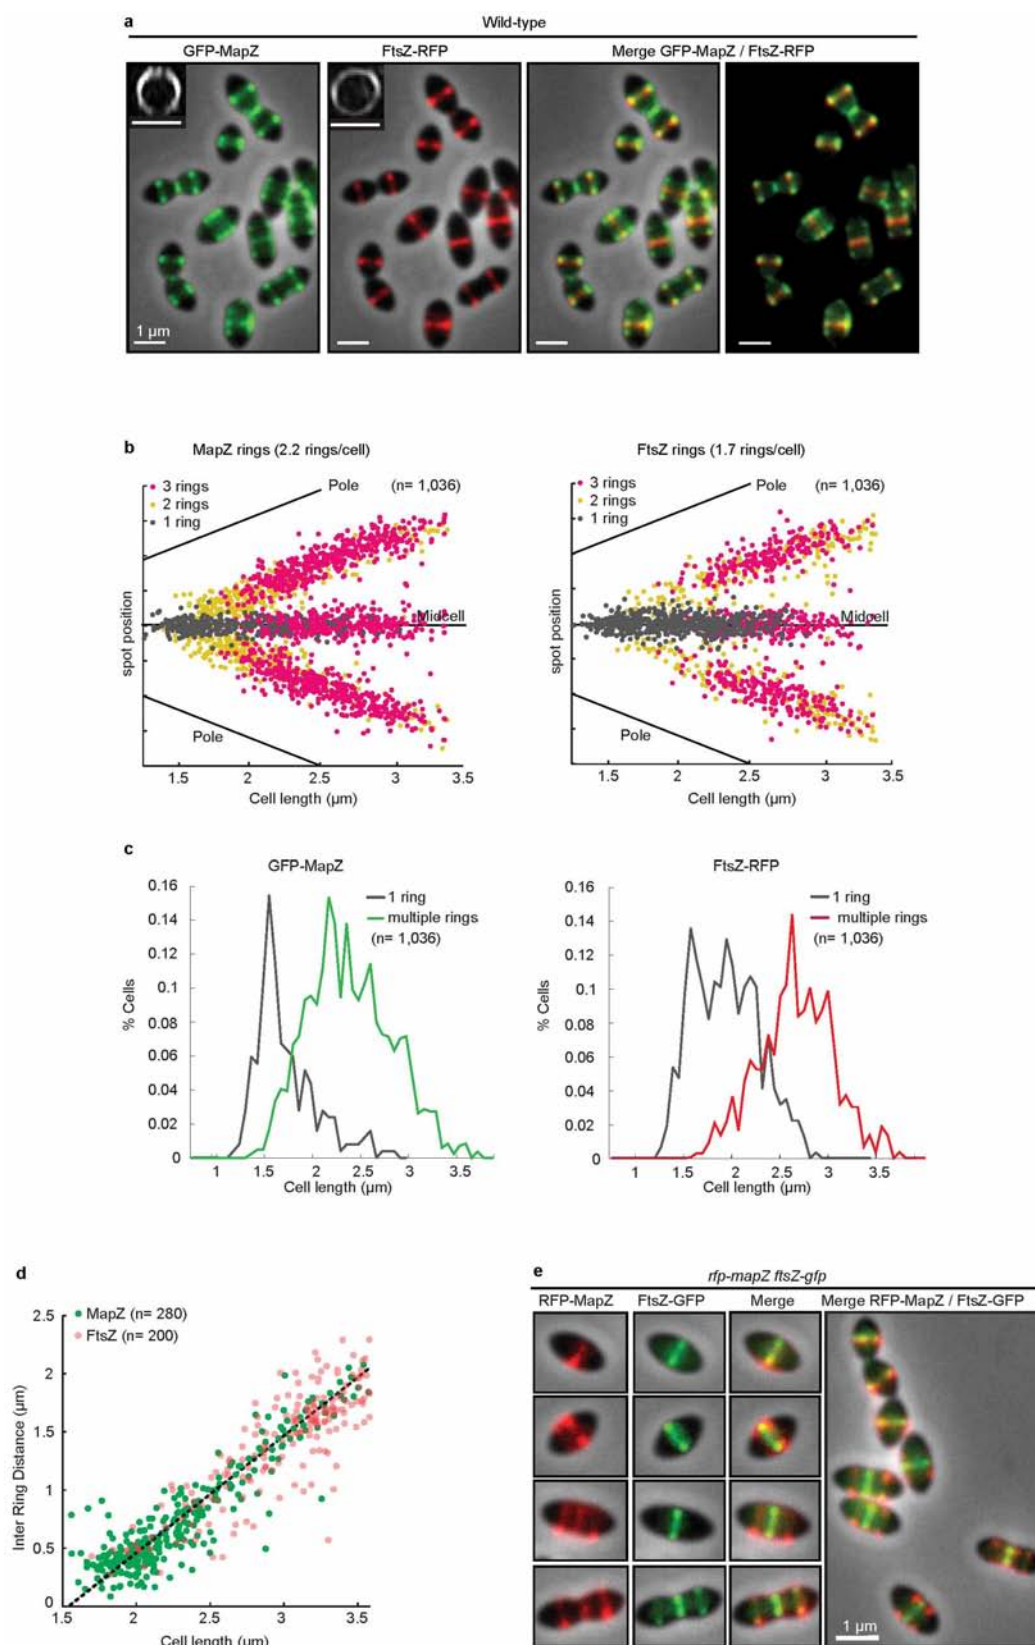 a
Wild-type
GFP-MapZ
FtsZ-RFP
Merge GFP-MapZ / FtsZ-RFP
1 µm
b
MapZ rings (2.2 rings/cell)
FtsZ rings (1.7 rings/cell)
3 rings
2 rings
1 ring
Pole
(n= 1,036)
Midcell
Pole
spot position
1.5
2
2.5
3
3.5
Cell length (µm)
3 rings
2 rings
1 ring
Pole
(n= 1,036)
Midcell
Pole
spot position
1.5
2
2.5
3
3.5
Cell length (µm)
c
GFP-MapZ
FtsZ-RFP
0.16
0.14
0.12
0.1
0.08
0.06
0.04
0.02
0
% Cells
1 ring
multiple rings
(n= 1,036)
1
1.5
2
2.5
3
3.5
Cell length (µm)
0.16
0.14
0.12
0.1
0.08
0.06
0.04
0.02
0
% Cells
1 ring
multiple rings
(n= 1,036)
1
1.5
2
2.5
3
3.5
Cell length (µm)
d
MapZ (n= 280)
FtsZ (n= 200)
2.5
2
1.5
1
0.5
0
Inter Ring Distance (µm)
1.5
2
2.5
3
3.5
Cell length (µm)
e
rfp-mapZ ftsZ-gfp
RFP-MapZ
FtsZ-GFP
Merge
Merge RFP-MapZ / FtsZ-GFP
1 µm